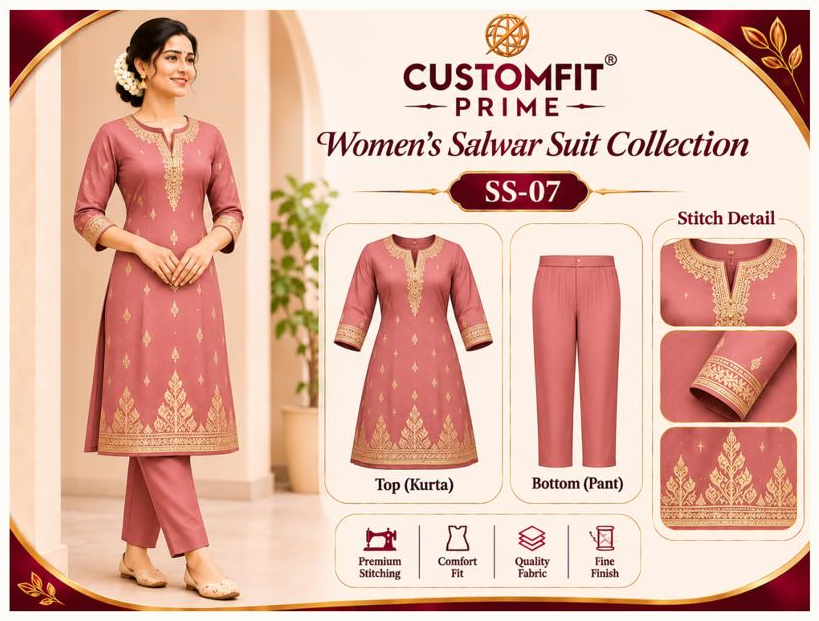 CUSTOMFIT®
PRIME
Women's Salwar Suit Collection
SS-07
Stitch Detail
Top (Kurta)
Bottom (Pant)
Premium
Stitching
Comfort
Fit
Quality
Fabric
Fine
Finish